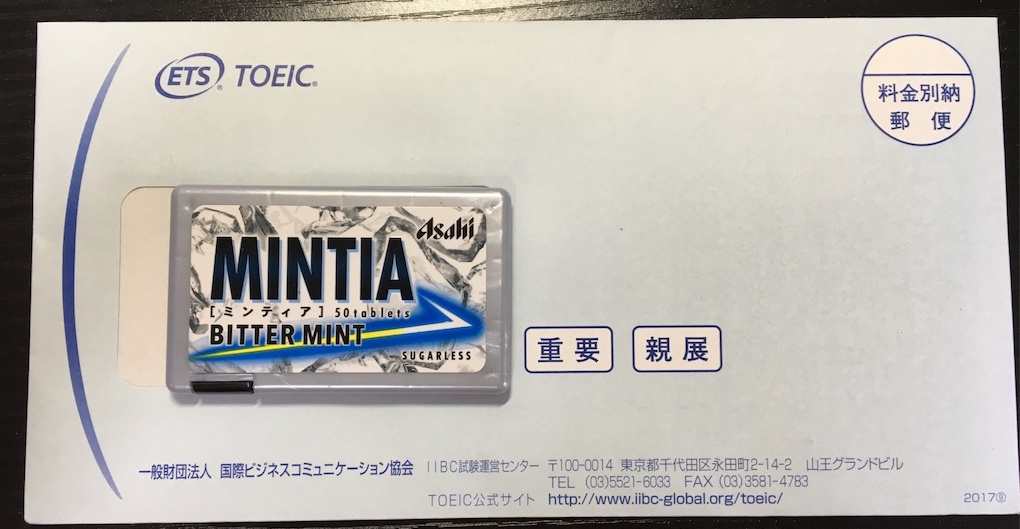 ETS® TOEIC®
料金別納
郵便
Asahi
MINTIA
[ミンティア] 50tablets
BITTER MINT
SUGARLESS
重要
親展
一般財団法人 国際ビジネスコミュニケーション協会 IIBC試験運営センター 〒100-0014 東京都千代田区永田町2-14-2 山王グランドビル
TEL (03)5521-6033 FAX (03)3581-4783
TOEIC公式サイト http://www.iibc-global.org/toeic/
2017⑨